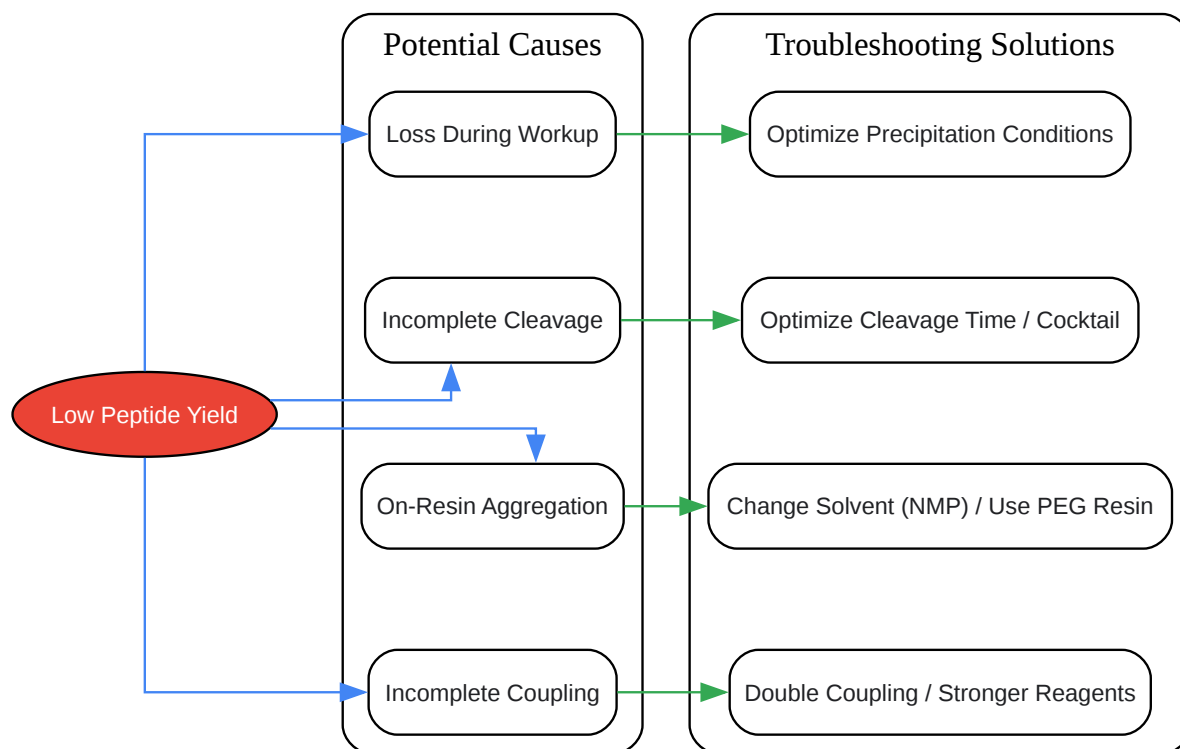 Potential Causes
Troubleshooting Solutions
Loss During Workup
Optimize Precipitation Conditions
Incomplete Cleavage
Optimize Cleavage Time / Cocktail
Low Peptide Yield
On-Resin Aggregation
Change Solvent (NMP) / Use PEG Resin
Incomplete Coupling
Double Coupling / Stronger Reagents